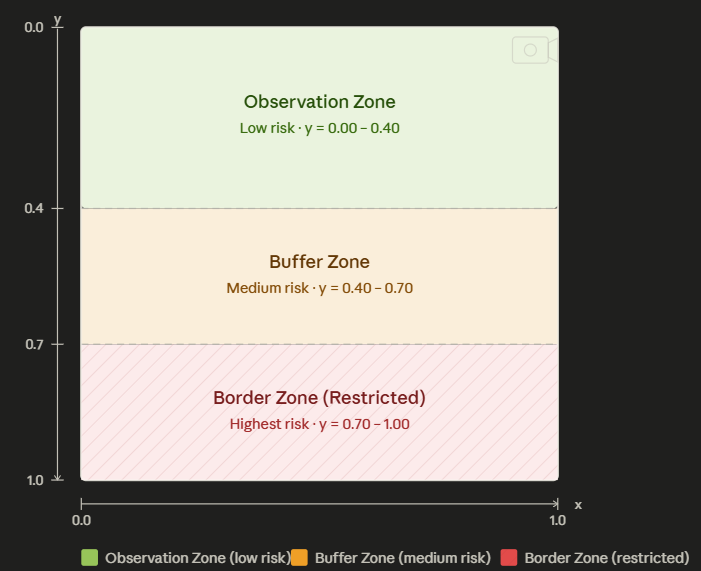 y
0.0
Observation Zone
Low risk · y = 0.00 – 0.40
0.4
Buffer Zone
Medium risk · y = 0.40 – 0.70
0.7
Border Zone (Restricted)
Highest risk · y = 0.70 – 1.00
1.0
x
0.0 1.0
Observation Zone (low risk) Buffer Zone (medium risk) Border Zone (restricted)